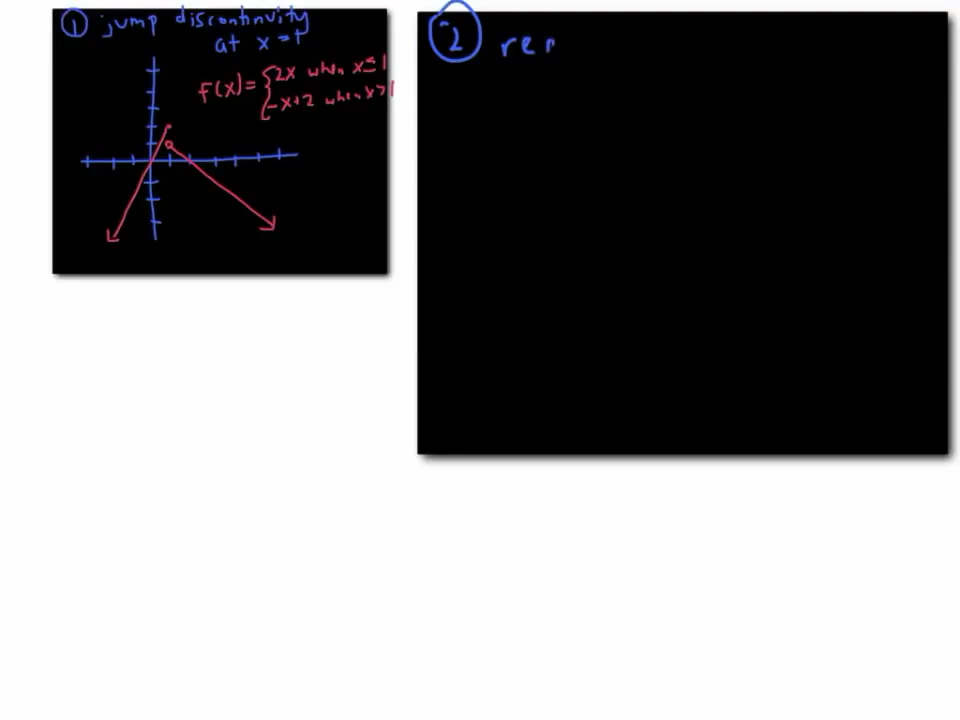 ① jump discontinuity
at x = 1
f(x) = { 2x when x ≤ 1
-x+2 when x > 1
② rer